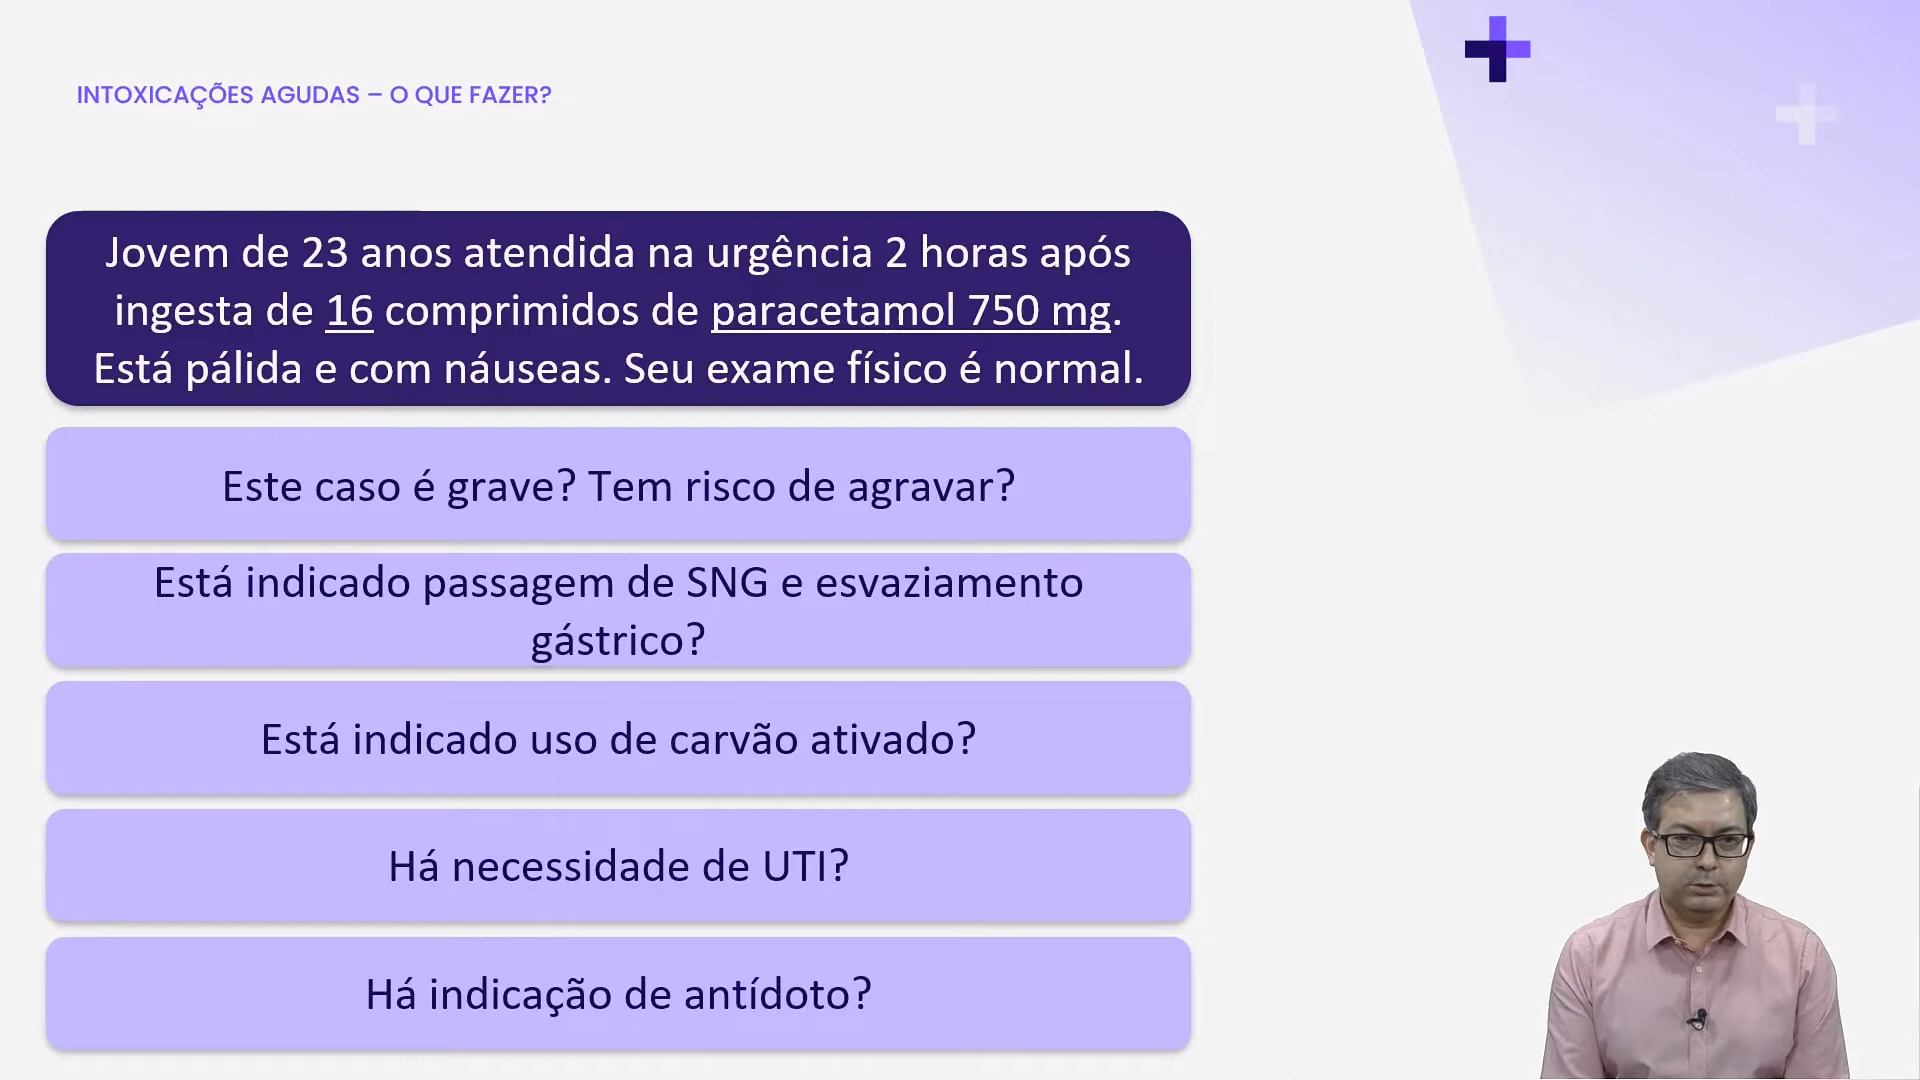 INTOXICAÇÕES AGUDAS – O QUE FAZER?
Jovem de 23 anos atendida na urgência 2 horas após
ingesta de 16 comprimidos de paracetamol 750 mg.
Está pálida e com náuseas. Seu exame físico é normal.
Este caso é grave? Tem risco de agravar?
Está indicado passagem de SNG e esvaziamento
gástrico?
Está indicado uso de carvão ativado?
Há necessidade de UTI?
Há indicação de antídoto?